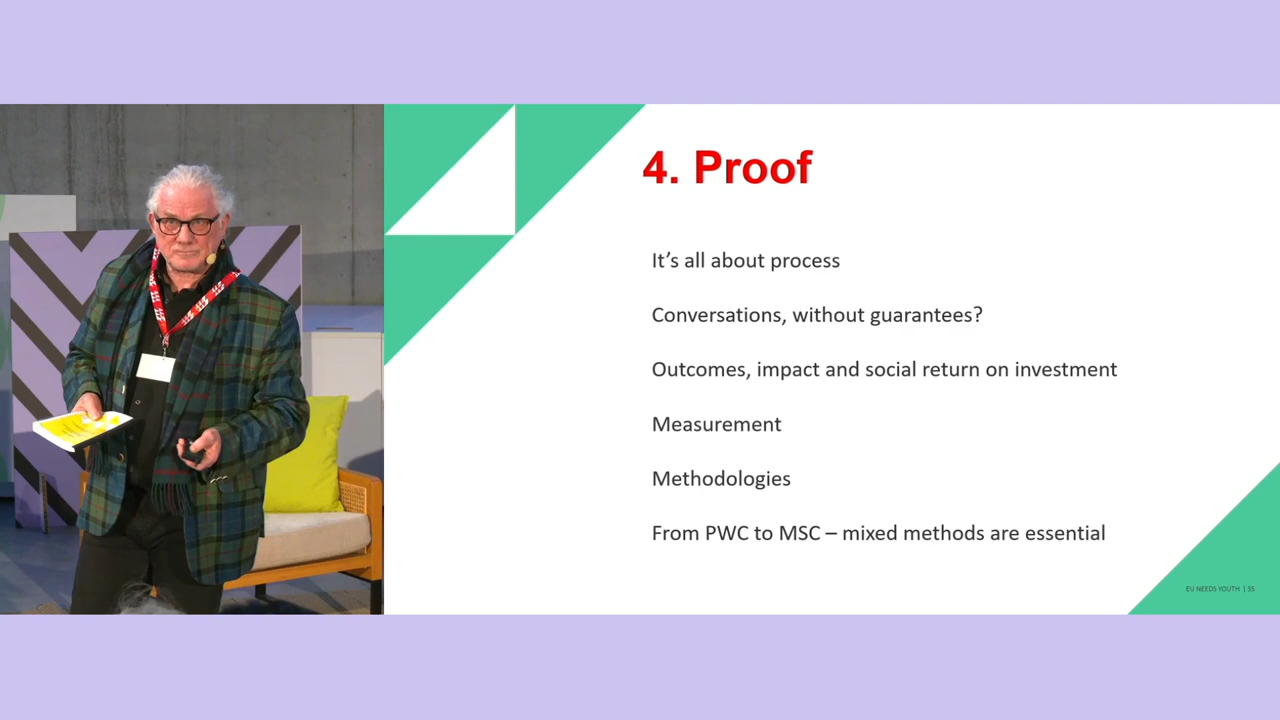 4. Proof
It’s all about process
Conversations, without guarantees?
Outcomes, impact and social return on investment
Measurement
Methodologies
From PWC to MSC – mixed methods are essential
EU NEEDS YOUTH | 35